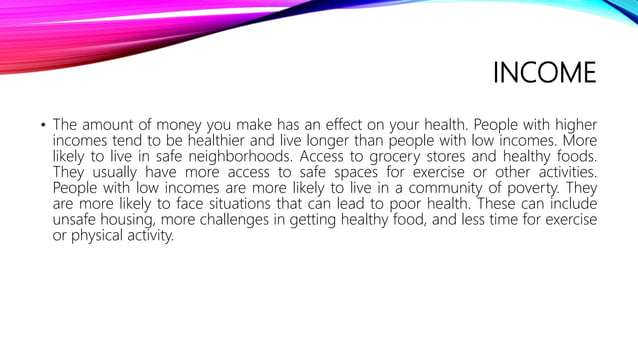 INCOME
• The amount of money you make has an effect on your health. People with higher
incomes tend to be healthier and live longer than people with low incomes. More
likely to live in safe neighborhoods. Access to grocery stores and healthy foods.
They usually have more access to safe spaces for exercise or other activities.
People with low incomes are more likely to live in a community of poverty. They
are more likely to face situations that can lead to poor health. These can include
unsafe housing, more challenges in getting healthy food, and less time for exercise
or physical activity.